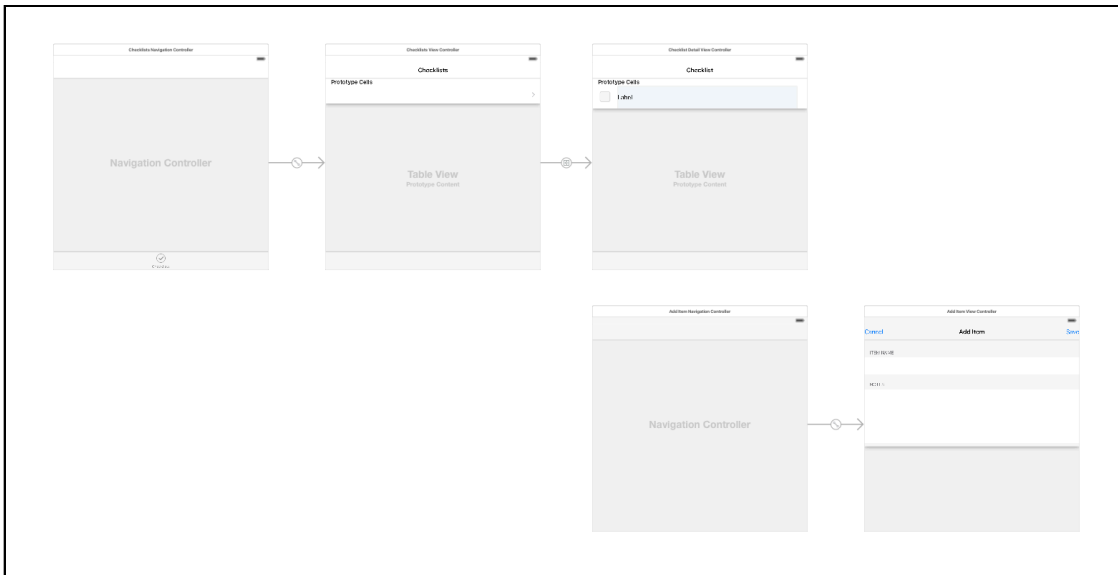 Checklists Navigation Controller
Navigation Controller
Checklists View Controller
Checklists
Prototype Cells
Table View
Prototype Content
Checklist Detail View Controller
Checklist
Prototype Cells
Label
Table View
Prototype Content
Add Item Navigation Controller
Navigation Controller
Add Item View Controller
Cancel Add Item Save
ITEM NAME